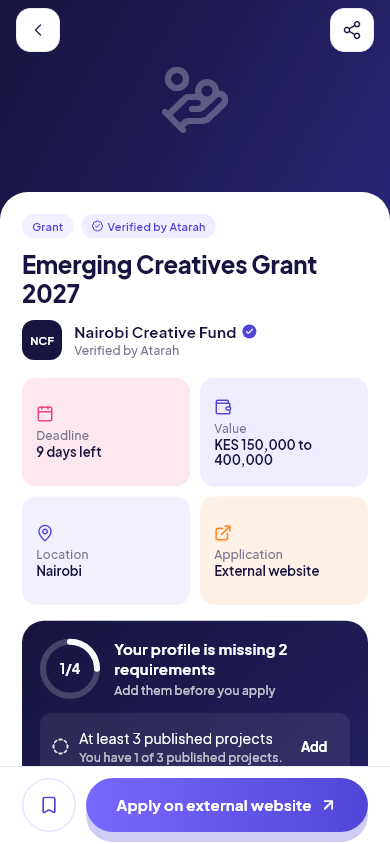 Grant
Verified by Atarah
Emerging Creatives Grant
2027
NCF
Nairobi Creative Fund
Verified by Atarah
Deadline
9 days left
Value
KES 150,000 to
400,000
Location
Nairobi
Application
External website
1/4
Your profile is missing 2
requirements
Add them before you apply
At least 3 published projects
You have 1 of 3 published projects.
Add
Apply on external website